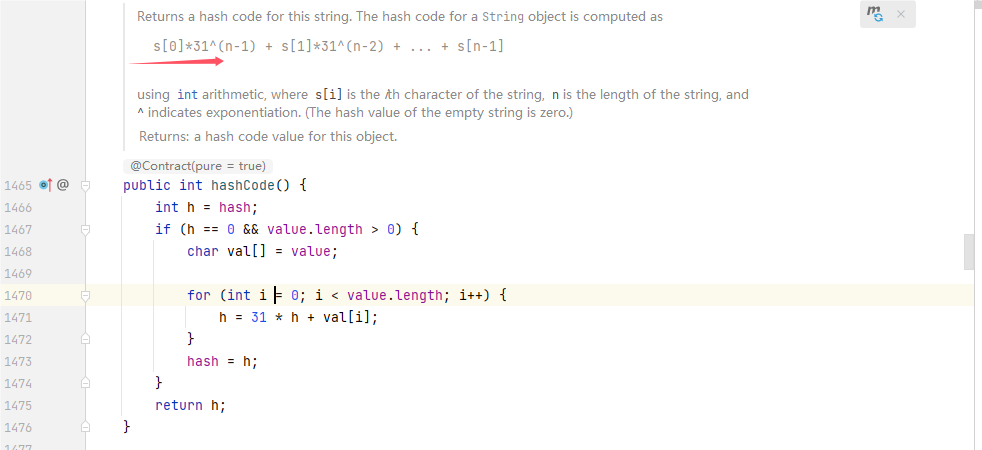 Returns a hash code for this string. The hash code for a String object is computed as
s[0]*31^(n-1) + s[1]*31^(n-2) + ... + s[n-1]
using int arithmetic, where s[i] is the ith character of the string, n is the length of the string, and
^ indicates exponentiation. (The hash value of the empty string is zero.)
Returns: a hash code value for this object.
@Contract(pure = true)
1465 @ public int hashCode() {
1466 int h = hash;
1467 if (h == 0 && value.length > 0) {
1468 char val[] = value;
1469
1470 for (int i = 0; i < value.length; i++) {
1471 h = 31 * h + val[i];
1472 }
1473 hash = h;
1474 }
1475 return h;
1476 }
1477